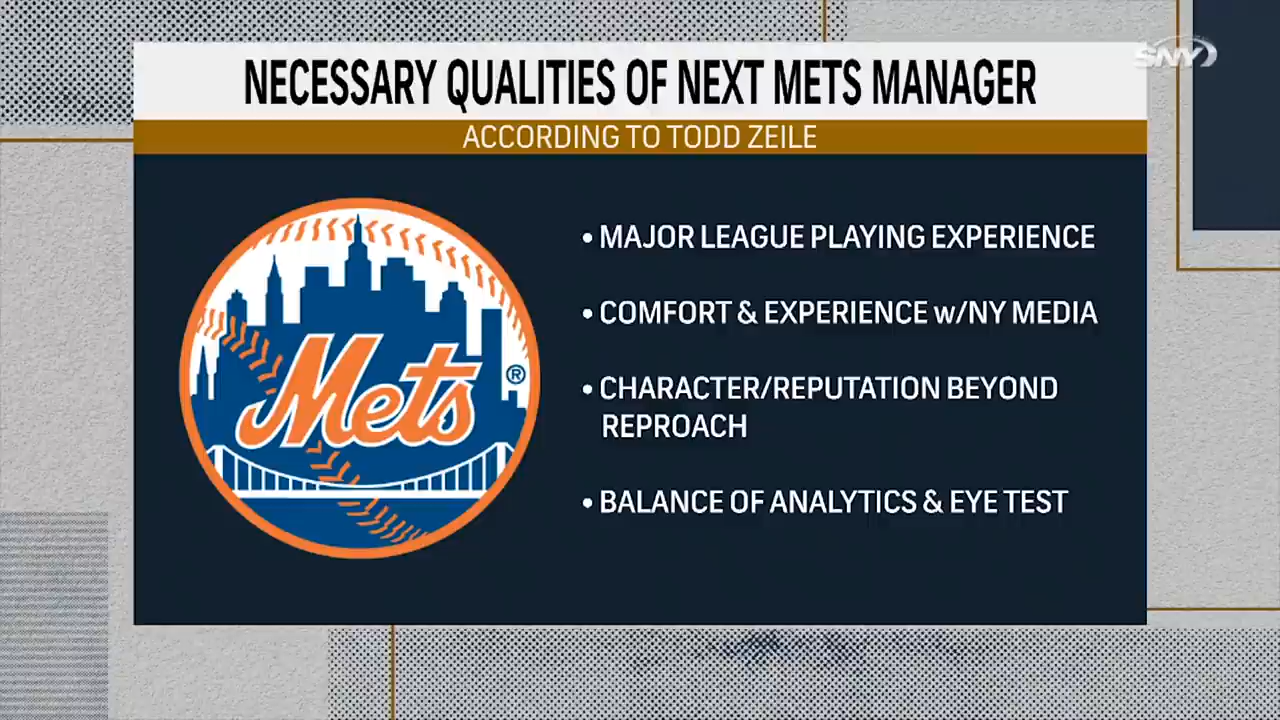 SNY
NECESSARY QUALITIES OF NEXT METS MANAGER
ACCORDING TO TODD ZEILE
Mets
®
• MAJOR LEAGUE PLAYING EXPERIENCE
• COMFORT & EXPERIENCE w/NY MEDIA
• CHARACTER/REPUTATION BEYOND
REPROACH
• BALANCE OF ANALYTICS & EYE TEST